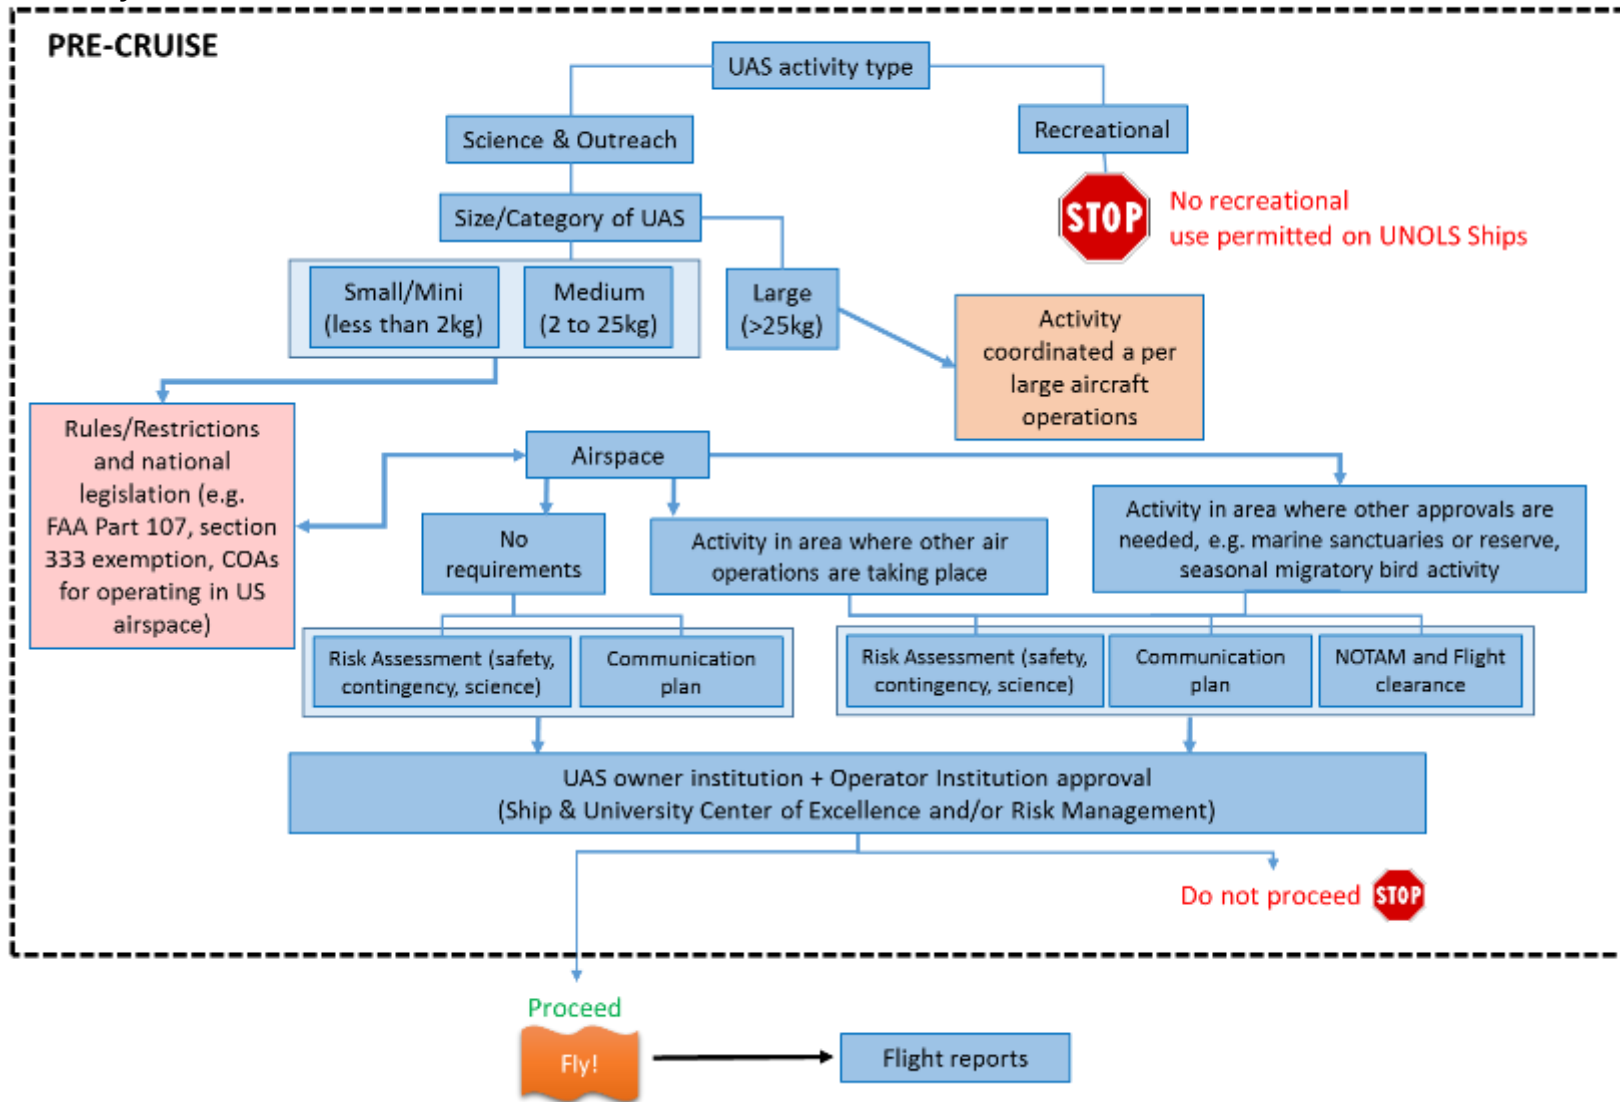 PRE-CRUISE
UAS activity type
Science & Outreach
Recreational
STOP
No recreational
use permitted on UNOLS Ships
Size/Category of UAS
Small/Mini
(less than 2kg)
Medium
(2 to 25kg)
Large
(>25kg)
Activity
coordinated a per
large aircraft
operations
Rules/Restrictions
and national
legislation (e.g.
FAA Part 107, section
333 exemption, COAs
for operating in US
airspace)
Airspace
No
requirements
Activity in area where other air
operations are taking place
Activity in area where other approvals are
needed, e.g. marine sanctuaries or reserve,
seasonal migratory bird activity
Risk Assessment (safety,
contingency, science)
Communication
plan
Risk Assessment (safety,
contingency, science)
Communication
plan
NOTAM and Flight
clearance
UAS owner institution + Operator Institution approval
(Ship & University Center of Excellence and/or Risk Management)
Do not proceed
STOP
Proceed
Fly!
Flight reports